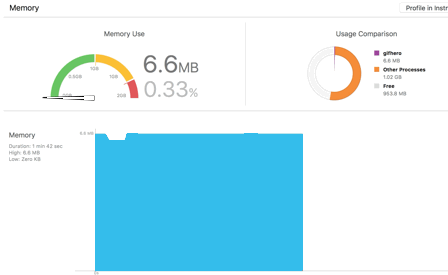 Memory
Profile in Instr
Memory Use
Usage Comparison
0.5GB
1GB
1GB
2GB
6.6MB
0.33%
gifhero
6.6 MB
Other Processes
1.02 GB
Free
953.8 MB
Memory
Duration: 1 min 42 sec
High: 6.6 MB
Low: Zero KB
6.6 MB
0s